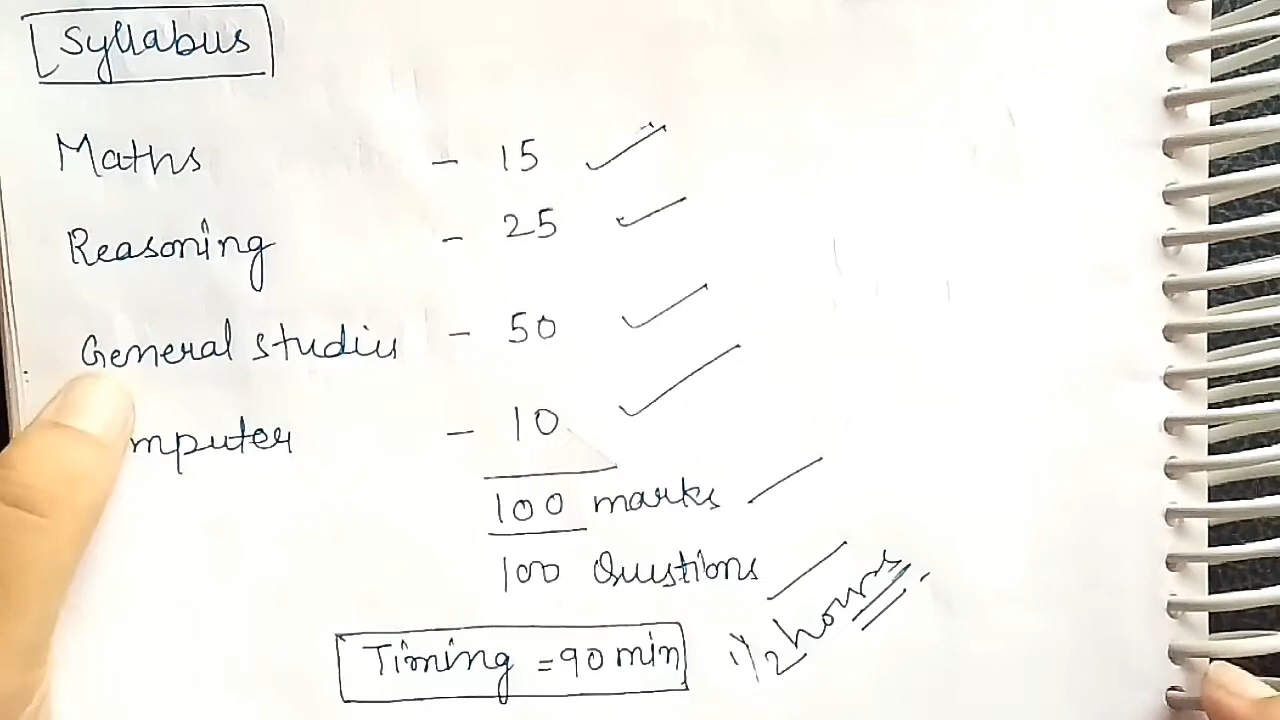 Syllabus
Maths - 15
Reasoning - 25
General studies - 50
mputer - 10
100 marks
100 Questions
Timing = 90 min
1 1/2 hours